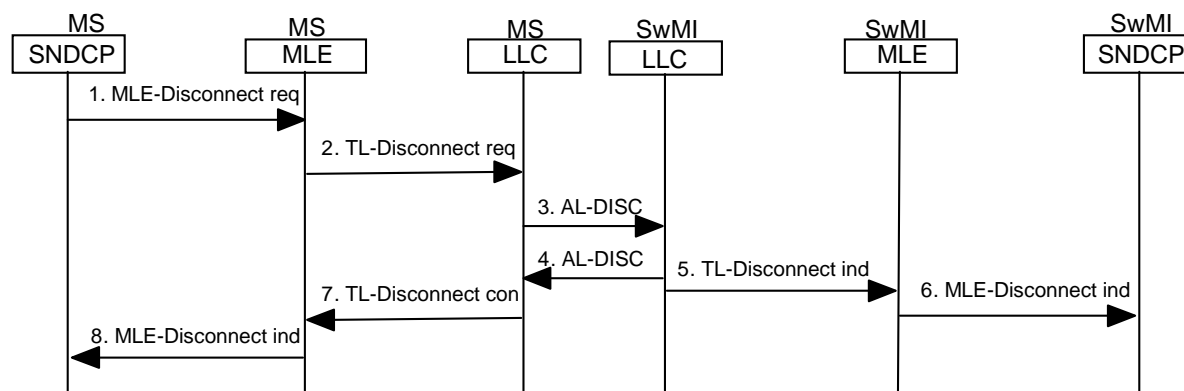 MS
MS
MS
SwMI
SwMI
SwMI
SNDCP
MLE
LLC
LLC
MLE
SNDCP
1. MLE-Disconnect req
2. TL-Disconnect req
3. AL-DISC
4. AL-DISC
5. TL-Disconnect ind
6. MLE-Disconnect ind
7. TL-Disconnect con
8. MLE-Disconnect ind